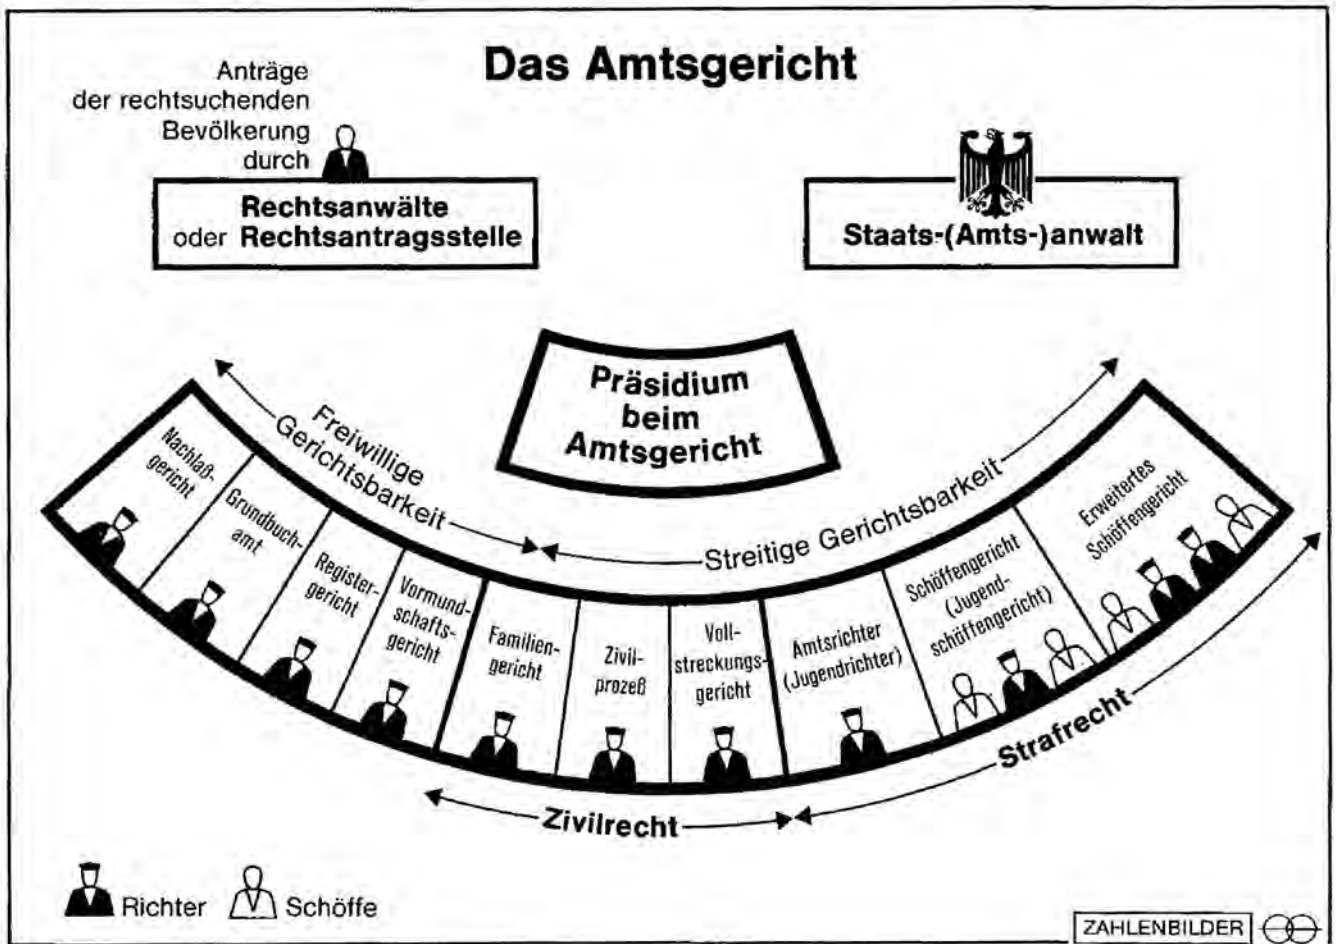 Das Amtsgericht
Anträge
der rechtsuchenden
Bevölkerung
durch
Rechtsanwälte
oder Rechtsantragsstelle
Staats-(Amts-)anwalt
Präsidium
beim
Amtsgericht
Freiwillige
Gerichtsbarkeit
Streitige Gerichtsbarkeit
Nachlaß-
gericht
Grundbuch-
amt
Register-
gericht
Vormund-
schafts-
gericht
Familien-
gericht
Zivil-
prozeß
Voll-
streckungs-
gericht
Amtsrichter
(Jugendrichter)
Schöffengericht
(Jugend-
schöffengericht)
Erweitertes
Schöffengericht
Zivilrecht
Strafrecht
Richter
Schöffe
ZAHLENBILDER